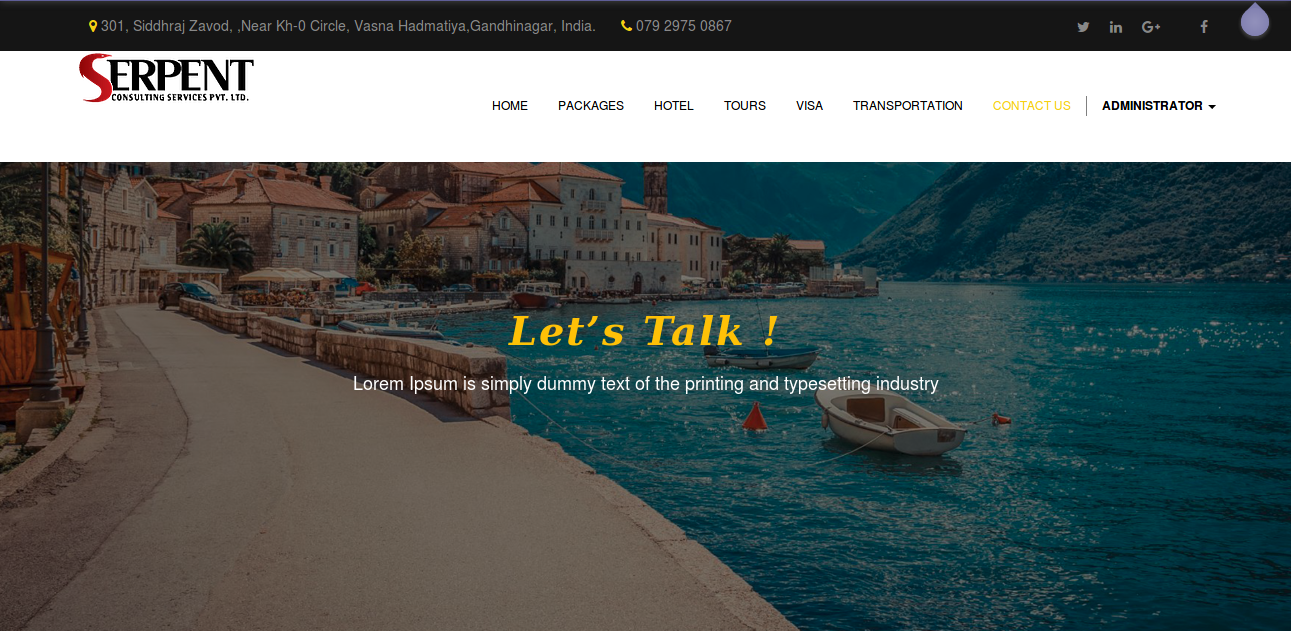 301, Siddhraj Zavod, ,Near Kh-0 Circle, Vasna Hadmatiya,Gandhinagar, India. 079 2975 0867
SERPENT
CONSULTING SERVICES PVT. LTD.
HOME PACKAGES HOTEL TOURS VISA TRANSPORTATION CONTACT US ADMINISTRATOR
Let’s Talk !
Lorem Ipsum is simply dummy text of the printing and typesetting industry